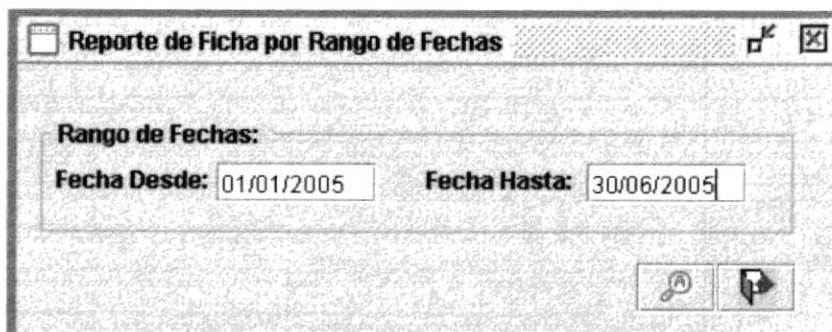 Reporte de Ficha por Rango de Fechas
Rango de Fechas:
Fecha Desde: 01/01/2005 Fecha Hasta: 30/06/2005